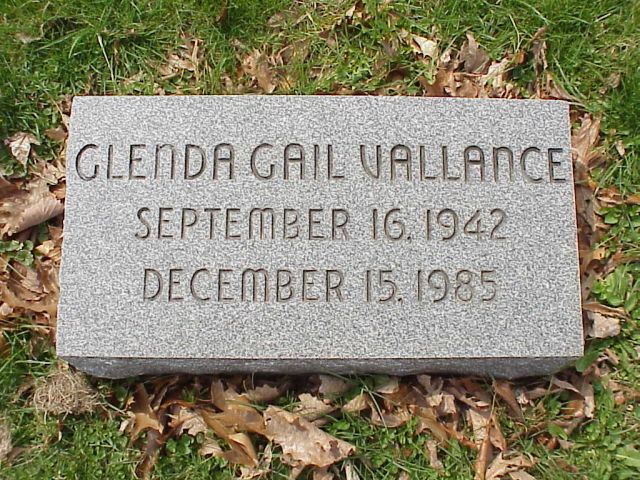 GLENDA GAIL VALLANCE
SEPTEMBER 16, 1942
DECEMBER 15, 1985